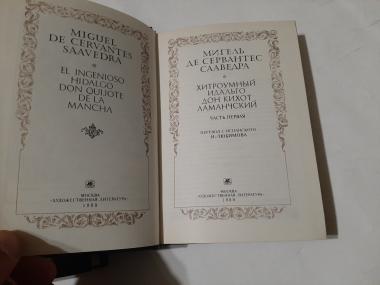 MIGUEL
DE CERVANTES
SAAVEDRA
EL INGENIOSO
HIDALGO
DON QUIJOTE
DE LA
MANCHA
МОСКВА
«ХУДОЖЕСТВЕННАЯ ЛИТЕРАТУРА»
1988
МИГЕЛЬ
ДЕ СЕРВАНТЕС
СААВЕДРА
ХИТРОУМНЫЙ
ИДАЛЬГО
ДОН КИХОТ
ЛАМАНЧСКИЙ
ЧАСТЬ ПЕРВАЯ
ПЕРЕВОД С ИСПАНСКОГО
Н. ЛЮБИМОВА
МОСКВА
«ХУДОЖЕСТВЕННАЯ ЛИТЕРАТУРА»
1988